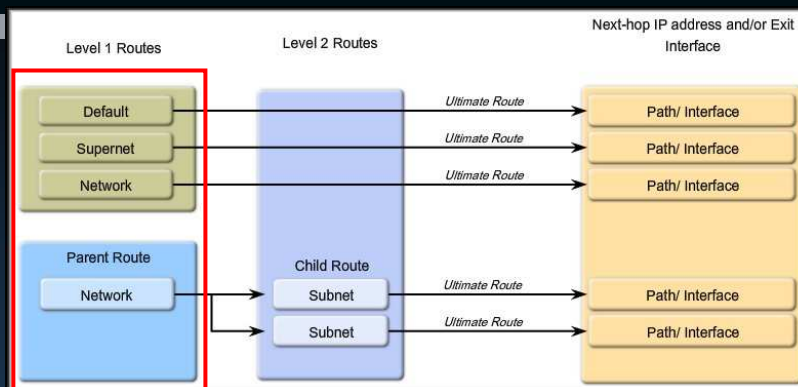 Level 1 Routes
Level 2 Routes
Next-hop IP address and/or Exit
Interface
Default
Ultimate Route
Path/ Interface
Supernet
Ultimate Route
Path/ Interface
Network
Ultimate Route
Path/ Interface
Parent Route
Child Route
Network
Subnet
Ultimate Route
Path/ Interface
Subnet
Ultimate Route
Path/ Interface